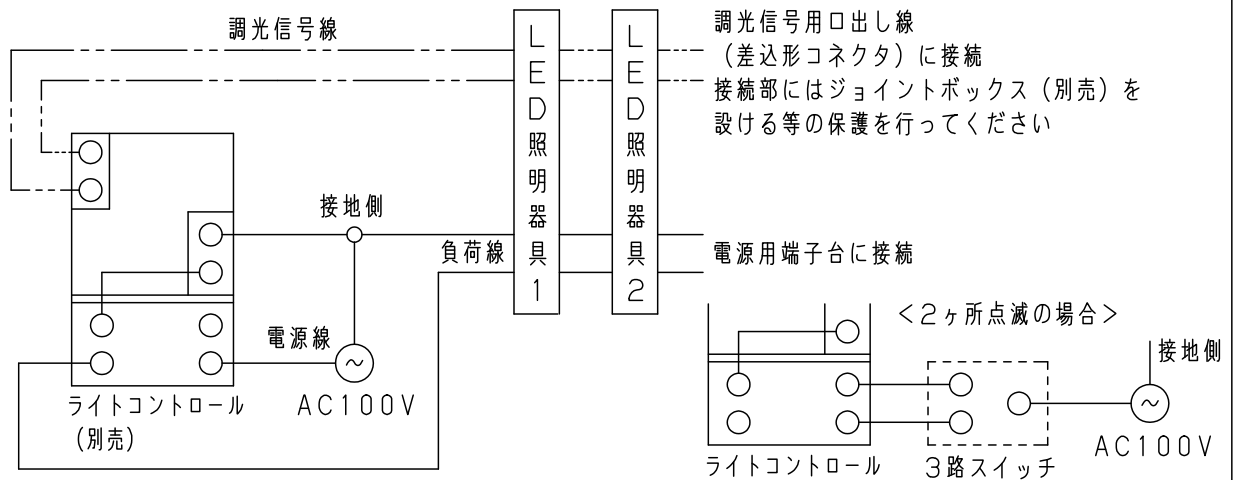 調光信号線
LED照明器具1
LED照明器具2
調光信号用口出し線
（差込形コネクタ）に接続
接続部にはジョイントボックス（別売）を
設ける等の保護を行ってください
接地側
負荷線
電源用端子台に接続
電源線
ライトコントロール
（別売）
AC100V
＜2ヶ所点滅の場合＞
接地側
ライトコントロール
3路スイッチ
AC100V